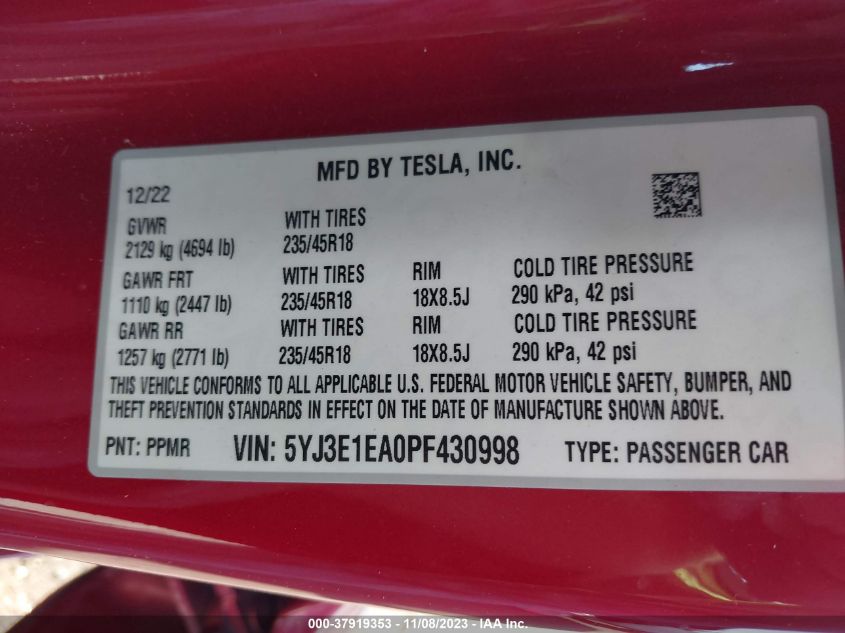 MFD BY TESLA, INC.
12/22
GVWR WITH TIRES
2129 kg (4694 lb) 235/45R18
GAWR FRT WITH TIRES RIM COLD TIRE PRESSURE
1110 kg (2447 lb) 235/45R18 18X8.5J 290 kPa, 42 psi
GAWR RR WITH TIRES RIM COLD TIRE PRESSURE
1257 kg (2771 lb) 235/45R18 18X8.5J 290 kPa, 42 psi
THIS VEHICLE CONFORMS TO ALL APPLICABLE U.S. FEDERAL MOTOR VEHICLE SAFETY, BUMPER, AND
THEFT PREVENTION STANDARDS IN EFFECT ON THE DATE OF MANUFACTURE SHOWN ABOVE.
PNT: PPMR VIN: 5YJ3E1EA0PF430998 TYPE: PASSENGER CAR
000-37919353 - 11/08/2023 - IAA Inc.